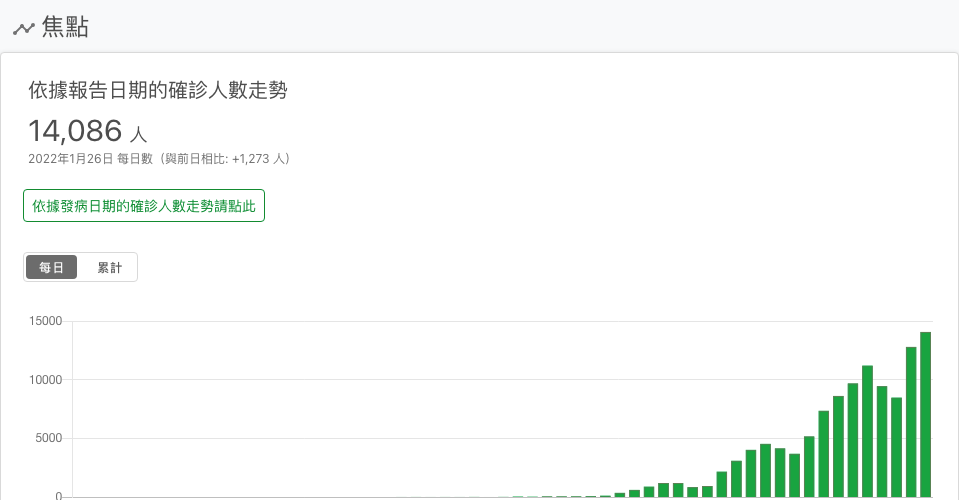 焦點
依據報告日期的確診人數走勢
14,086 人
2022年1月26日 每日數（與前日相比: +1,273 人）
依據發病日期的確診人數走勢請點此
每日 累計
15000
10000
5000
0